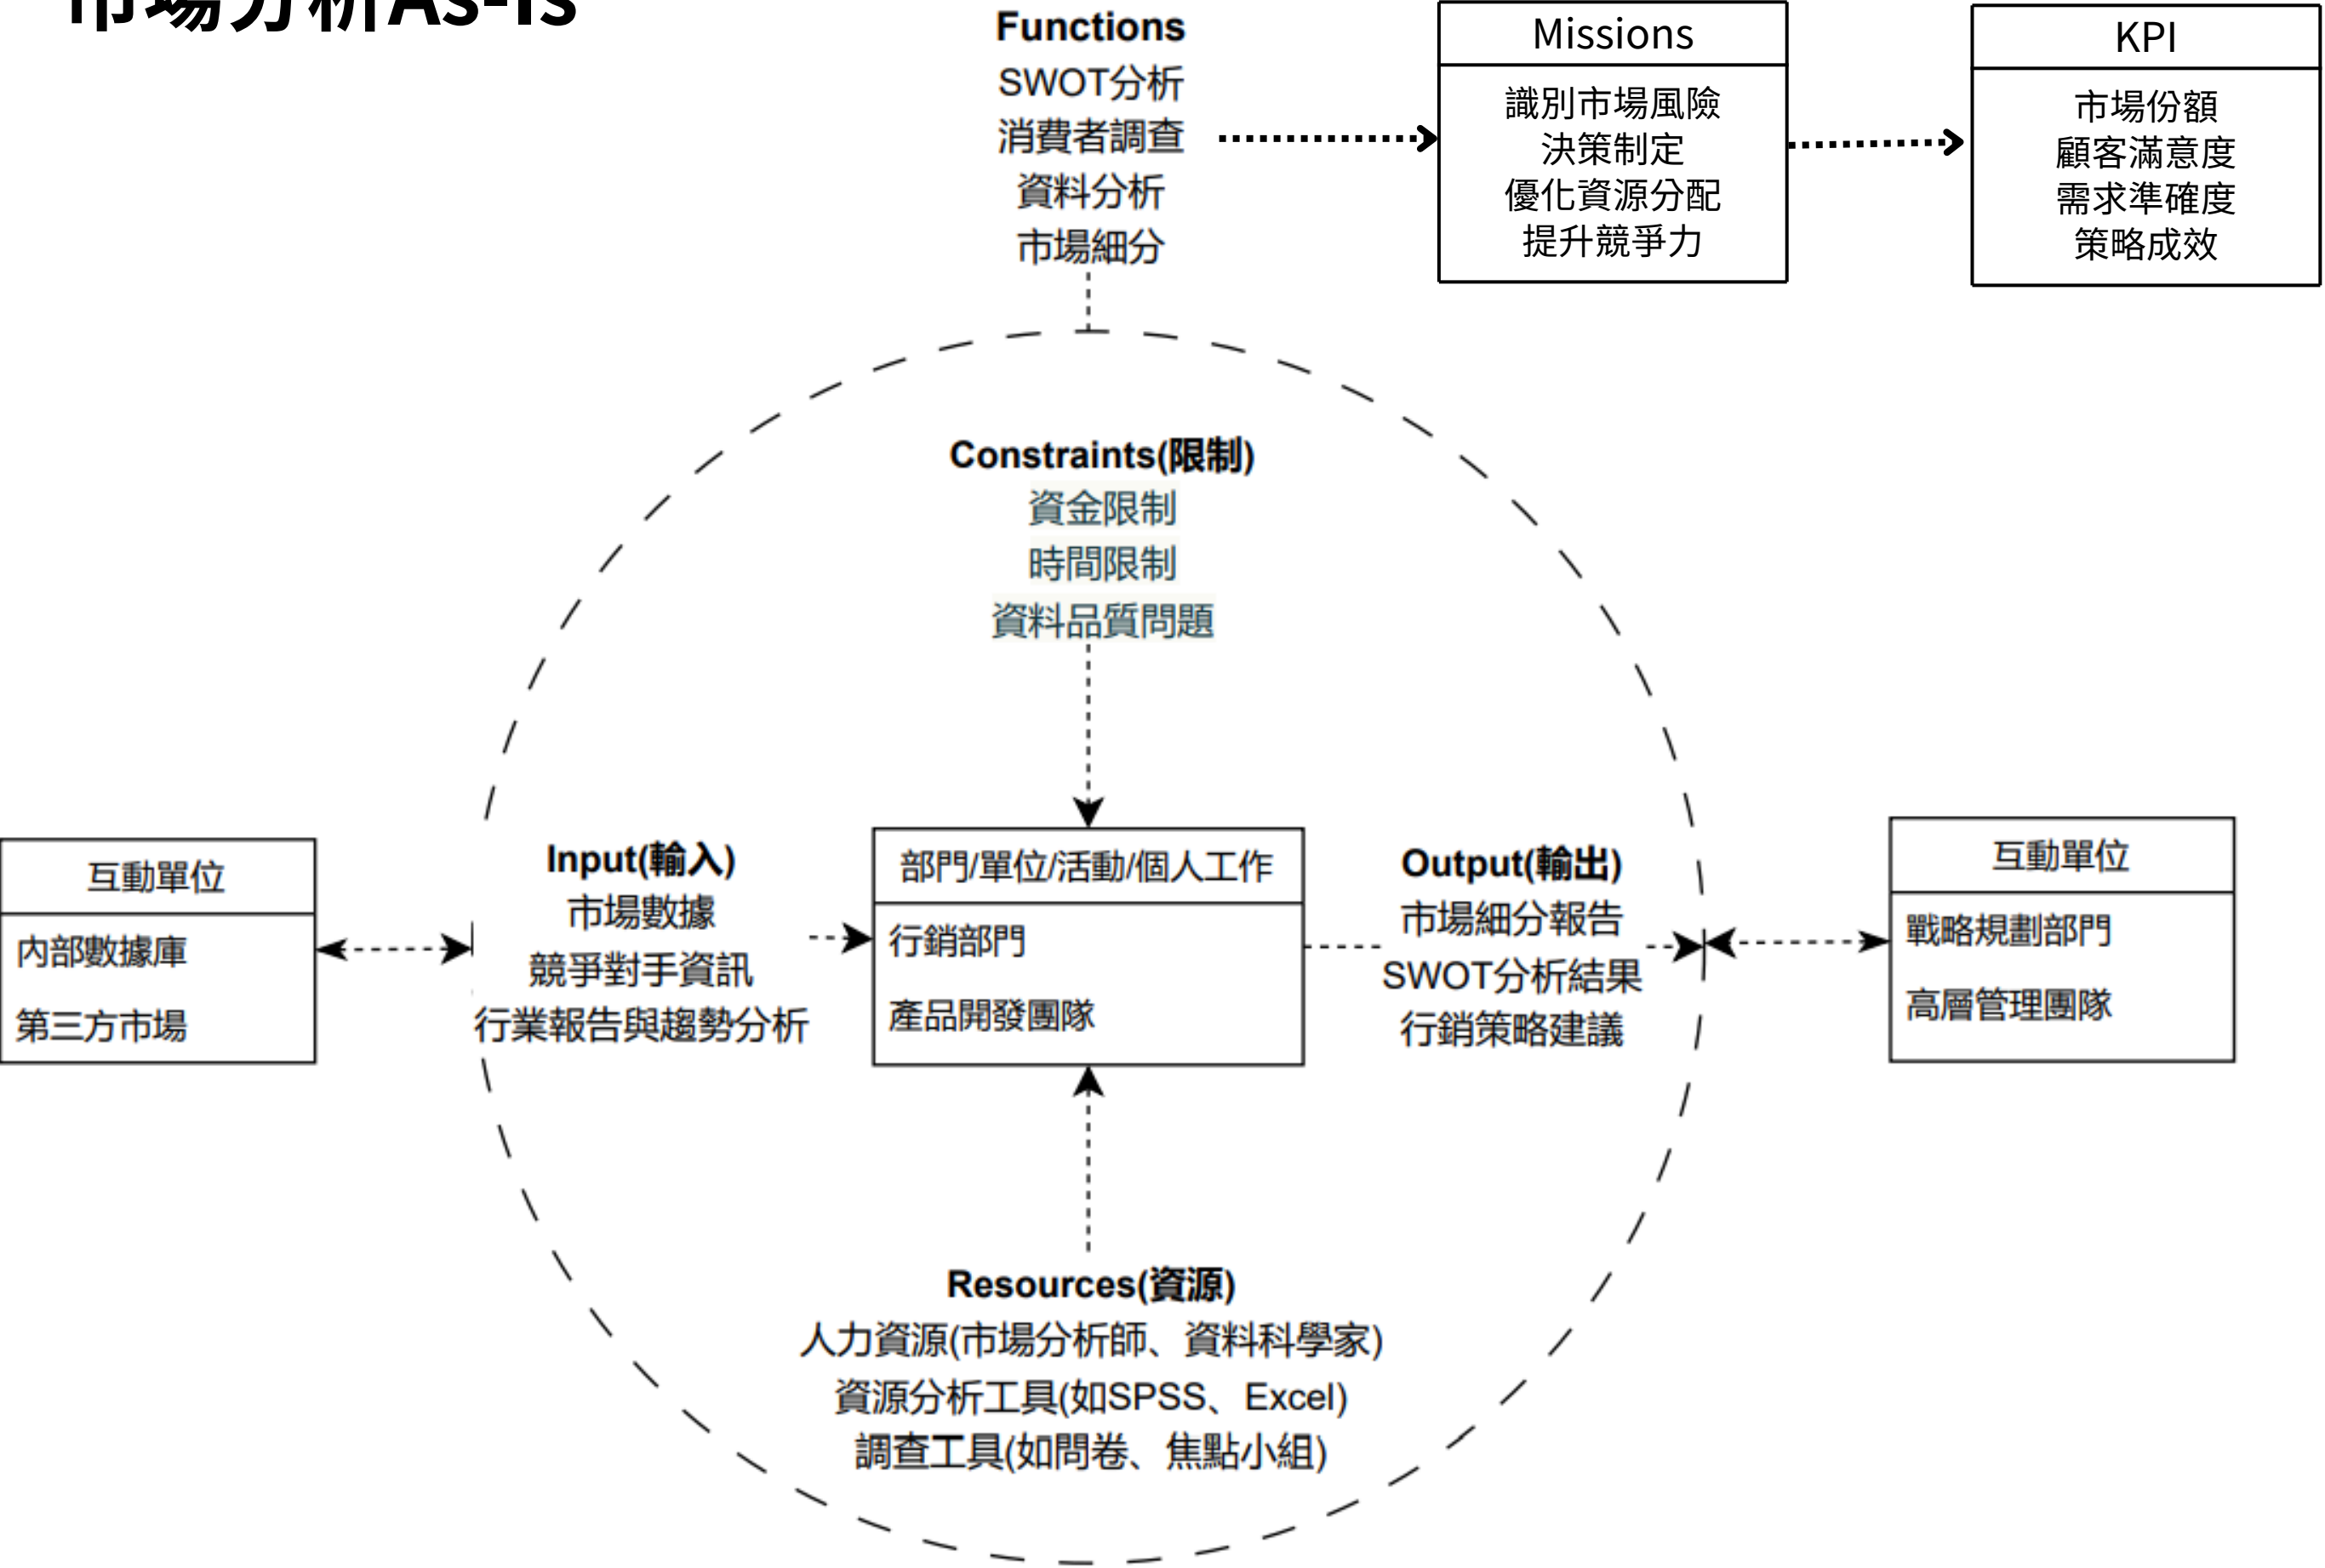 市場分析As-Is
Functions
SWOT分析
消費者調查
資料分析
市場細分
Missions
識別市場風險
決策制定
優化資源分配
提升競爭力
KPI
市場份額
顧客滿意度
需求準確度
策略成效
Constraints(限制)
資金限制
時間限制
資料品質問題
互動單位
內部數據庫
第三方市場
Input(輸入)
市場數據
競爭對手資訊
行業報告與趨勢分析
部門/單位/活動/個人工作
行銷部門
產品開發團隊
Output(輸出)
市場細分報告
SWOT分析結果
行銷策略建議
互動單位
戰略規劃部門
高層管理團隊
Resources(資源)
人力資源(市場分析師、資料科學家)
資源分析工具(如SPSS、Excel)
調查工具(如問卷、焦點小組)